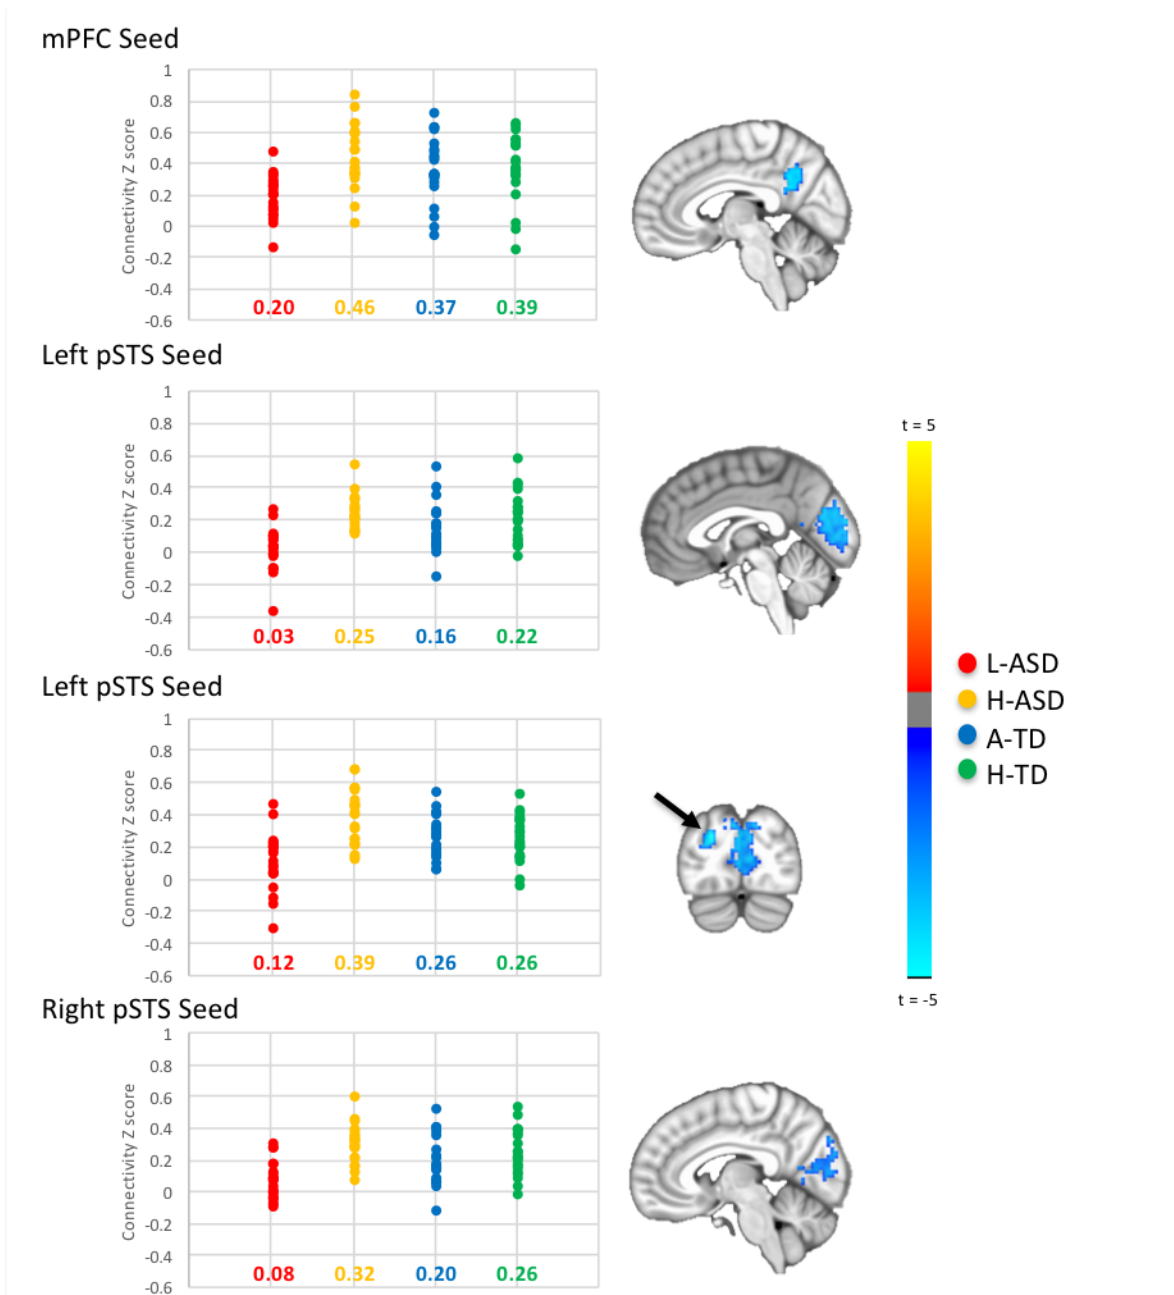 mPFC Seed
1
0.8
0.6
0.4
0.2
0
-0.2
-0.4
-0.6
Connectivity Z score
0.20 0.46 0.37 0.39
Left pSTS Seed
1
0.8
0.6
0.4
0.2
0
-0.2
-0.4
-0.6
Connectivity Z score
0.03 0.25 0.16 0.22
Left pSTS Seed
1
0.8
0.6
0.4
0.2
0
-0.2
-0.4
-0.6
Connectivity Z score
0.12 0.39 0.26 0.26
Right pSTS Seed
1
0.8
0.6
0.4
0.2
0
-0.2
-0.4
-0.6
Connectivity Z score
0.08 0.32 0.20 0.26
t = 5
t = -5
L-ASD
H-ASD
A-TD
H-TD